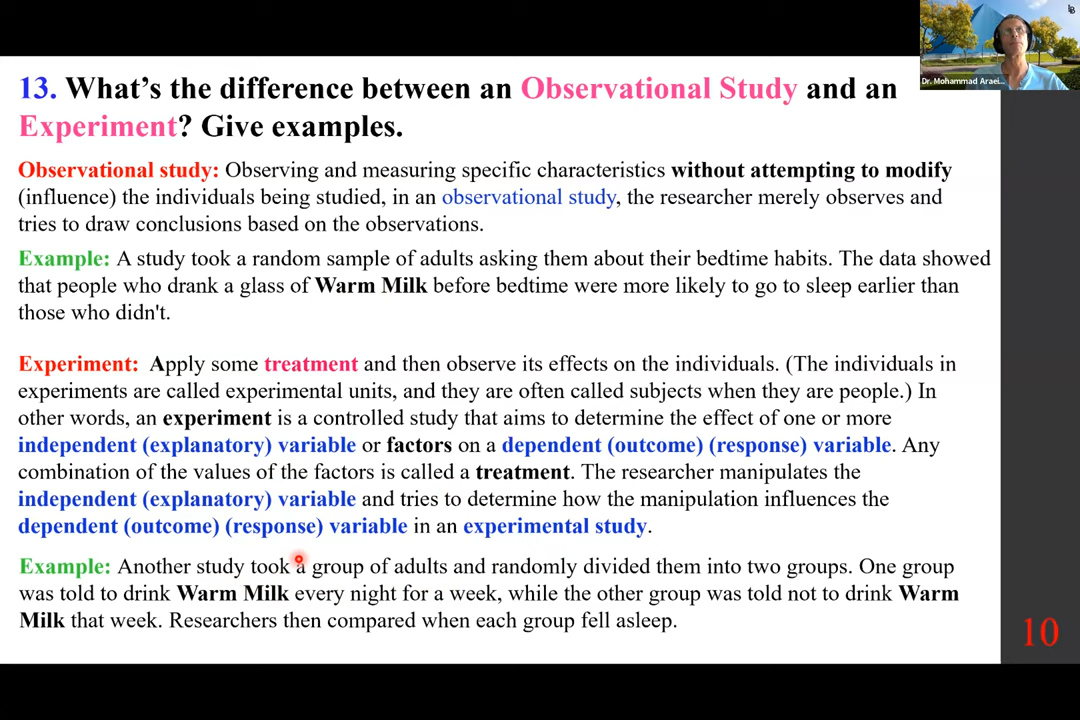 13. What's the difference between an Observational Study and an
Experiment? Give examples.
Observational study: Observing and measuring specific characteristics without attempting to modify
(influence) the individuals being studied, in an observational study, the researcher merely observes and
tries to draw conclusions based on the observations.
Example: A study took a random sample of adults asking them about their bedtime habits. The data showed
that people who drank a glass of Warm Milk before bedtime were more likely to go to sleep earlier than
those who didn't.
Experiment: Apply some treatment and then observe its effects on the individuals. (The individuals in
experiments are called experimental units, and they are often called subjects when they are people.) In
other words, an experiment is a controlled study that aims to determine the effect of one or more
independent (explanatory) variable or factors on a dependent (outcome) (response) variable. Any
combination of the values of the factors is called a treatment. The researcher manipulates the
independent (explanatory) variable and tries to determine how the manipulation influences the
dependent (outcome) (response) variable in an experimental study.
Example: Another study took a group of adults and randomly divided them into two groups. One group
was told to drink Warm Milk every night for a week, while the other group was told not to drink Warm
Milk that week. Researchers then compared when each group fell asleep.
10
Dr. Mohammad Araei...